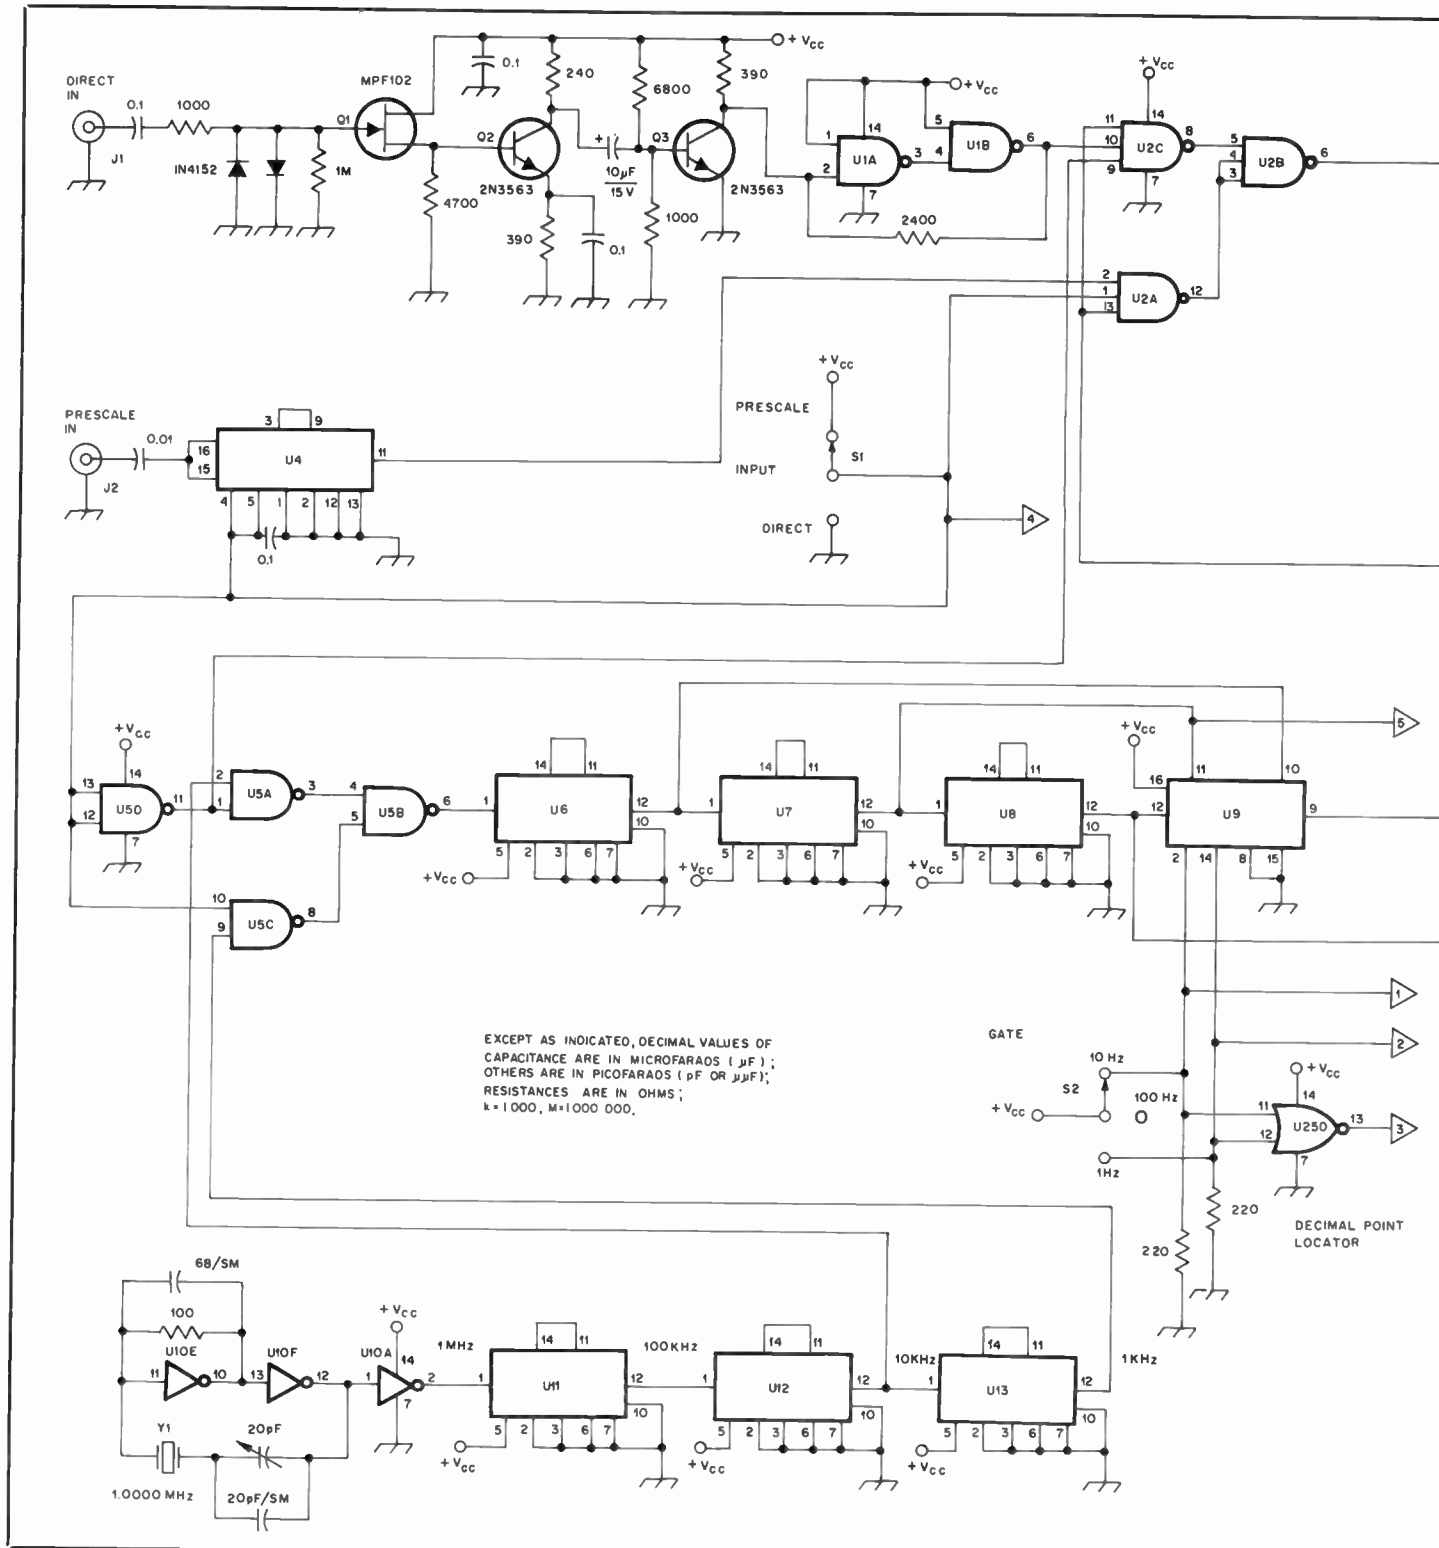 + Vcc
DIRECT
IN
0.1
1000
J1
IN4152
1M
MPF102
Q1
4700
0.1
240
Q2
2N3563
390
0.1
+
10µF
15V
6800
Q3
1000
390
2N3563
+ Vcc
1
2
14
U1A
3
7
5
4
U1B
6
2400
+ Vcc
14
11
10
9
U2C
8
7
5
4
3
U2B
6
2
1
13
U2A
12
PRESCALE
IN
0.01
J2
3
9
16
15
U4
11
4
5
1
2
12
13
0.1
+ Vcc
PRESCALE
S1
INPUT
DIRECT
4
+ Vcc
14
13
12
U5D
11
7
2
1
U5A
3
4
5
U5B
6
10
9
U5C
8
14
11
1
U6
12
10
5
2
3
6
7
+ Vcc
14
11
1
U7
12
10
5
2
3
6
7
+ Vcc
14
11
1
U8
12
10
5
2
3
6
7
+ Vcc
+ Vcc
16
11
10
12
U9
9
2
14
8
15
5
1
2
EXCEPT AS INDICATED, DECIMAL VALUES OF
CAPACITANCE ARE IN MICROFARADS ( µF ) ;
OTHERS ARE IN PICOFARADS ( pF OR µµF);
RESISTANCES ARE IN OHMS ;
k = 1000, M=1000 000.
GATE
10 Hz
S2
100 Hz
+ Vcc
1Hz
+ Vcc
14
11
12
U25D
13
3
7
220
220
DECIMAL POINT
LOCATOR
68/SM
100
U10E
11
10
U10F
13
12
U10A
+ Vcc
14
1
2
7
Y1
20pF
1.0000 MHz
20pF/SM
1MHz
14
11
1
U11
12
10
5
2
3
6
7
+ Vcc
100KHz
14
11
1
U12
12
10
5
2
3
6
7
+ Vcc
10KHz
14
11
1
U13
12
10
5
2
3
6
7
+ Vcc
1KHz